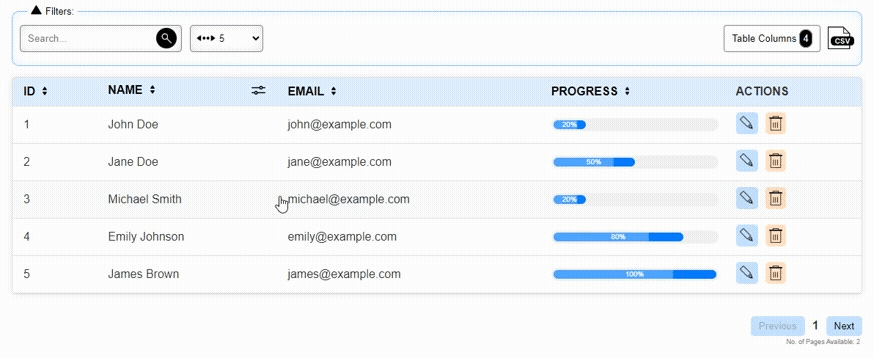 Filters:
Search... 5 Table Columns 4 CSV
ID NAME EMAIL PROGRESS ACTIONS
1 John Doe john@example.com 20%
2 Jane Doe jane@example.com 50%
3 Michael Smith michael@example.com 20%
4 Emily Johnson emily@example.com 80%
5 James Brown james@example.com 100%
Previous 1 Next
No. of Pages Available: 2